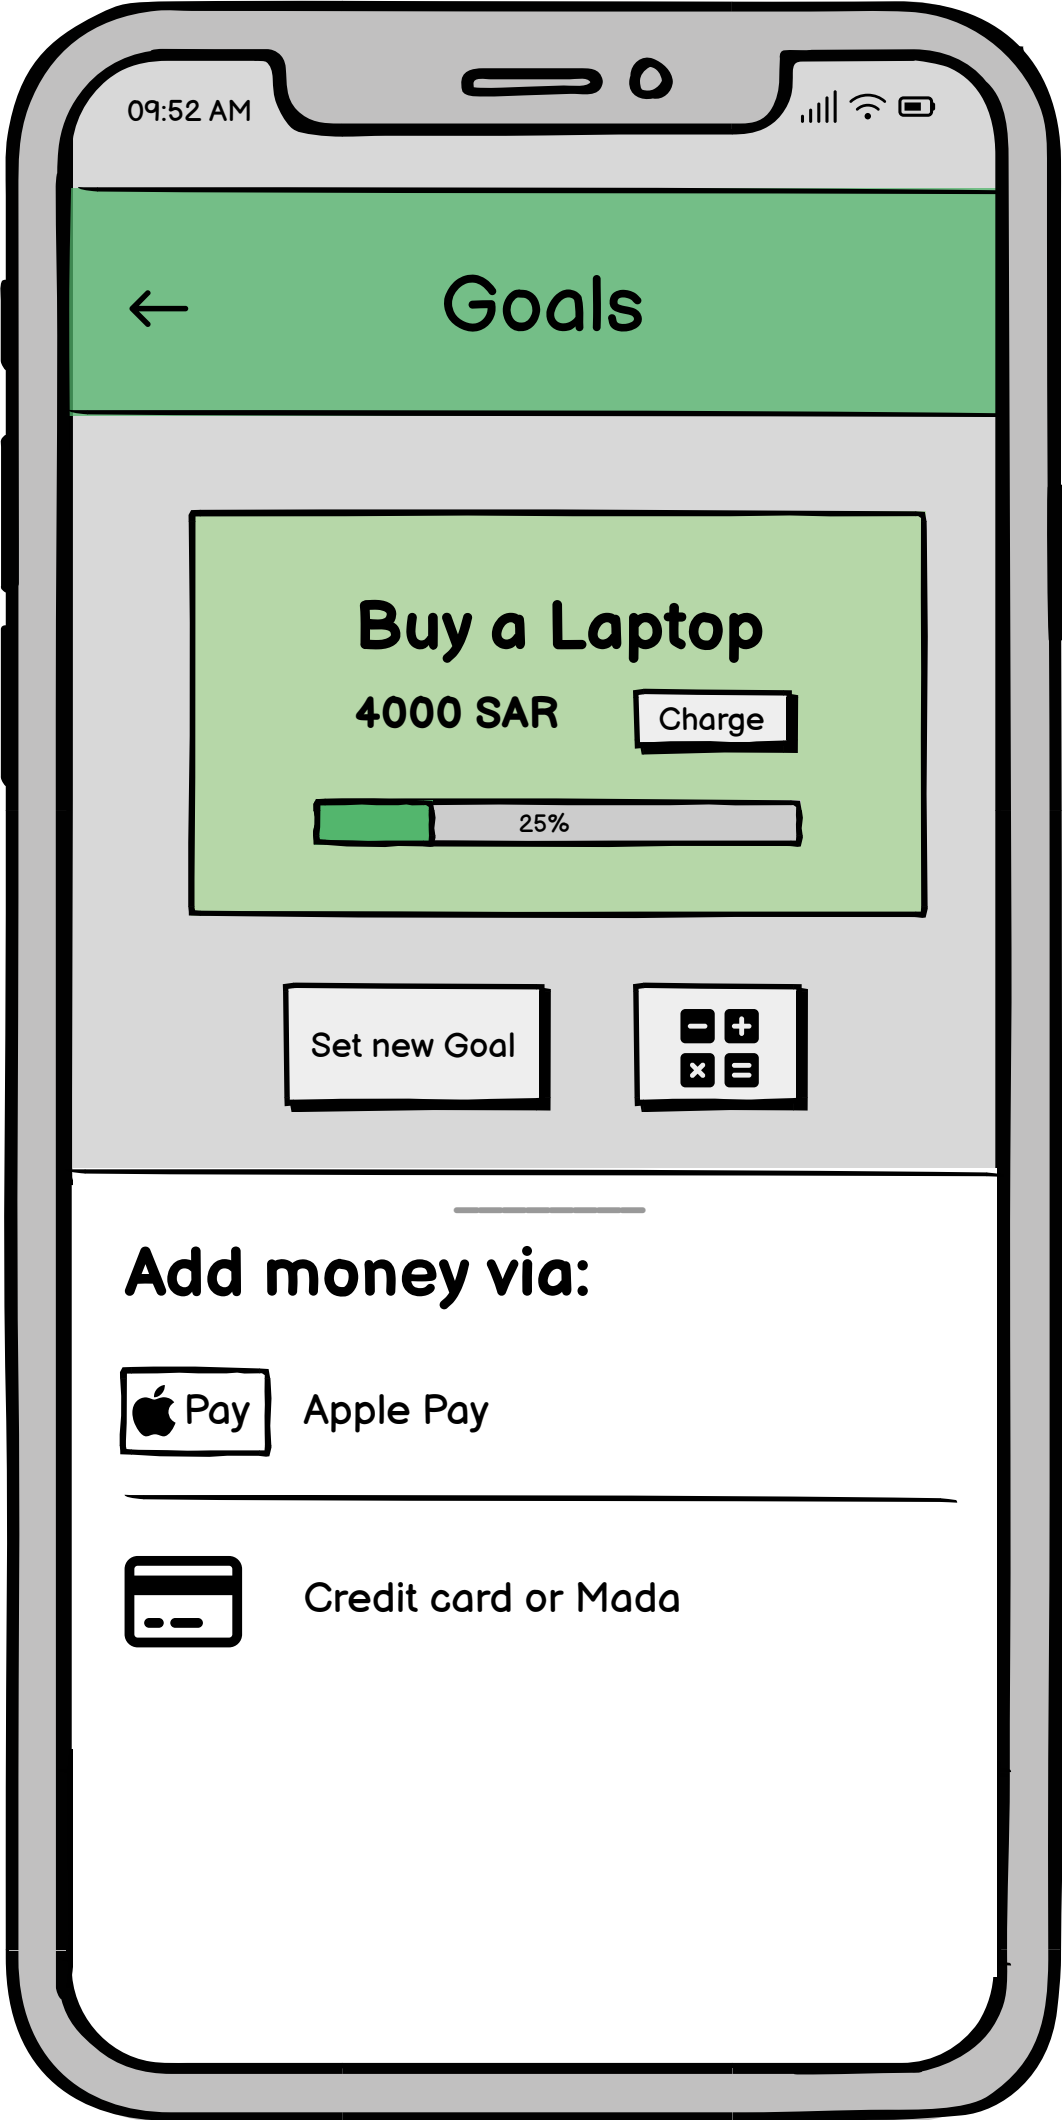 09:52 AM
Goals
Buy a Laptop
4000 SAR
Charge
25%
Set new Goal
Add money via:
Pay
Apple Pay
Credit card or Mada